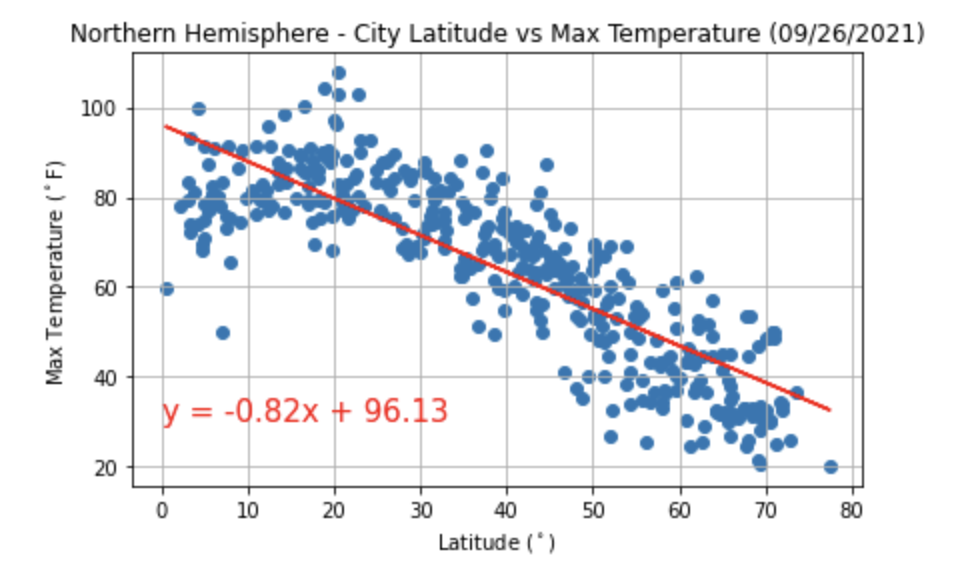 Northern Hemisphere - City Latitude vs Max Temperature (09/26/2021)
Max Temperature (°F)
100
80
60
40
20
y = -0.82x + 96.13
0 10 20 30 40 50 60 70 80
Latitude (°)